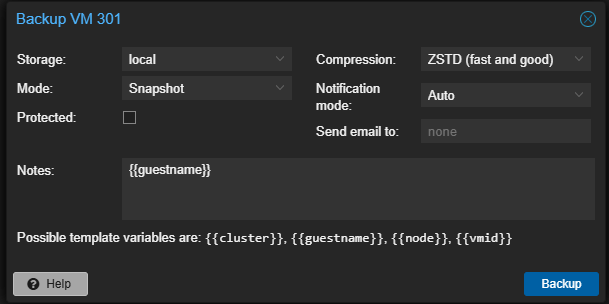 Backup VM 301
Storage: local
Compression: ZSTD (fast and good)
Mode: Snapshot
Notification mode: Auto
Protected:
Send email to: none
Notes: {{guestname}}
Possible template variables are: {{cluster}}, {{guestname}}, {{node}}, {{vmid}}
? Help
Backup